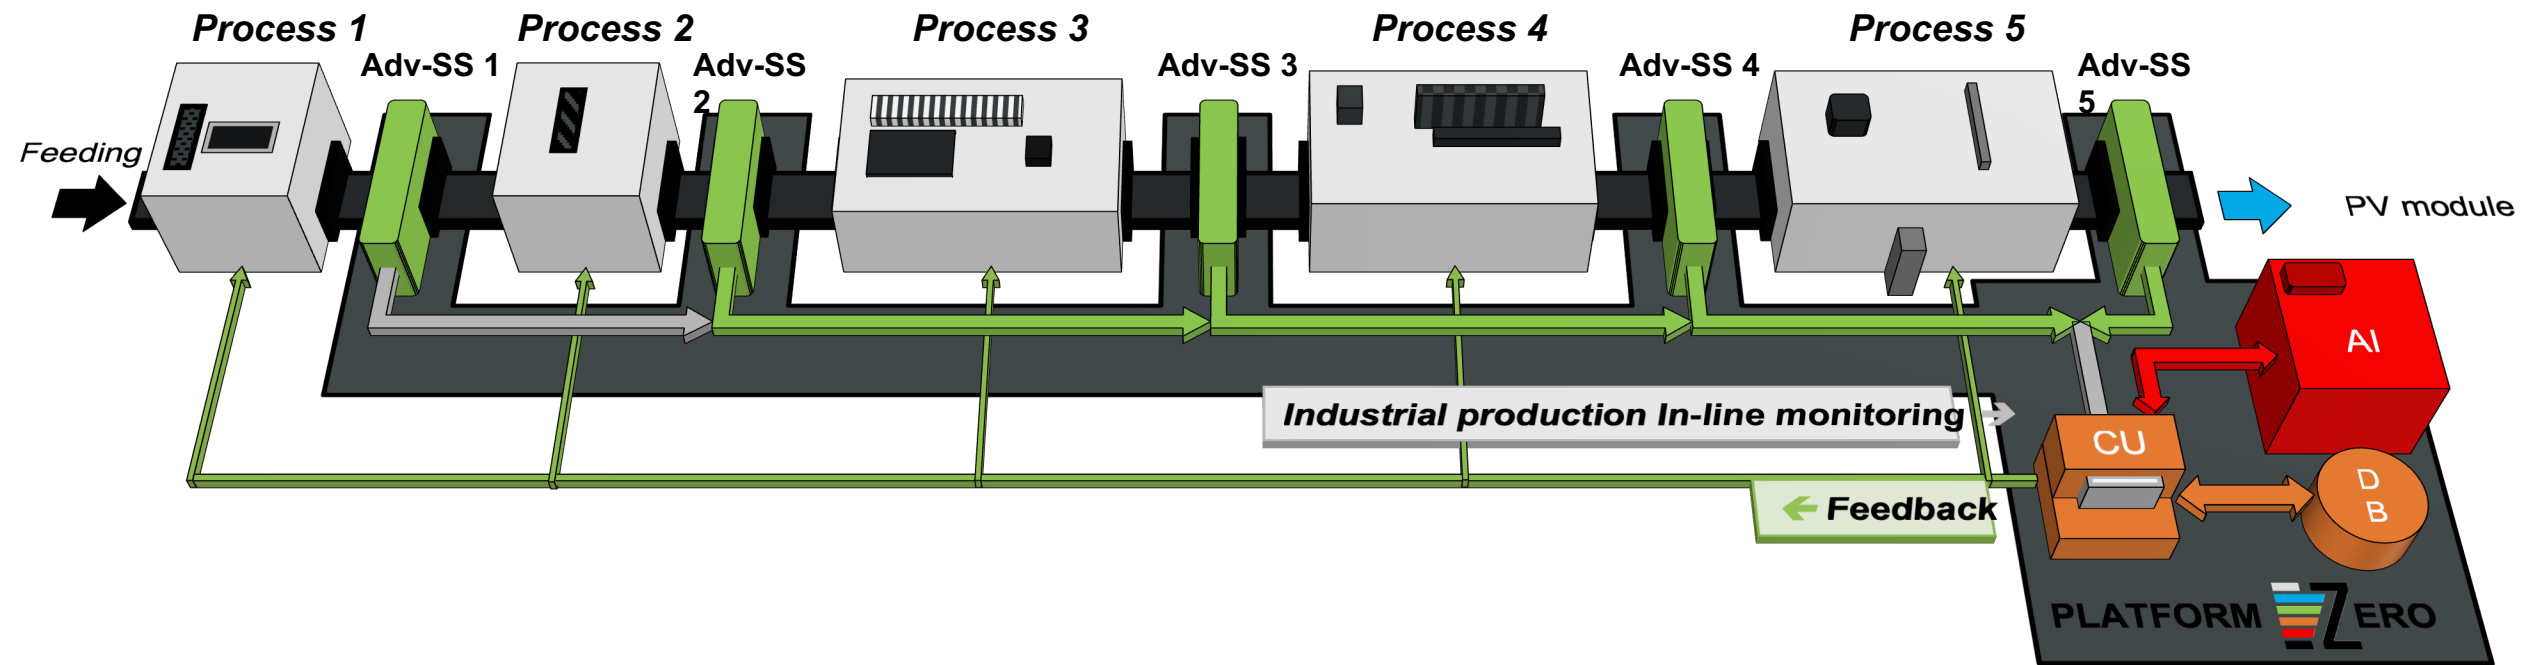 Process 1
Process 2
Process 3
Process 4
Process 5
Adv-SS 1
Adv-SS
2
Adv-SS 3
Adv-SS 4
Adv-SS
5
Feeding
PV module
AI
Industrial production In-line monitoring
CU
D
B
Feedback
PLATFORM ZERO